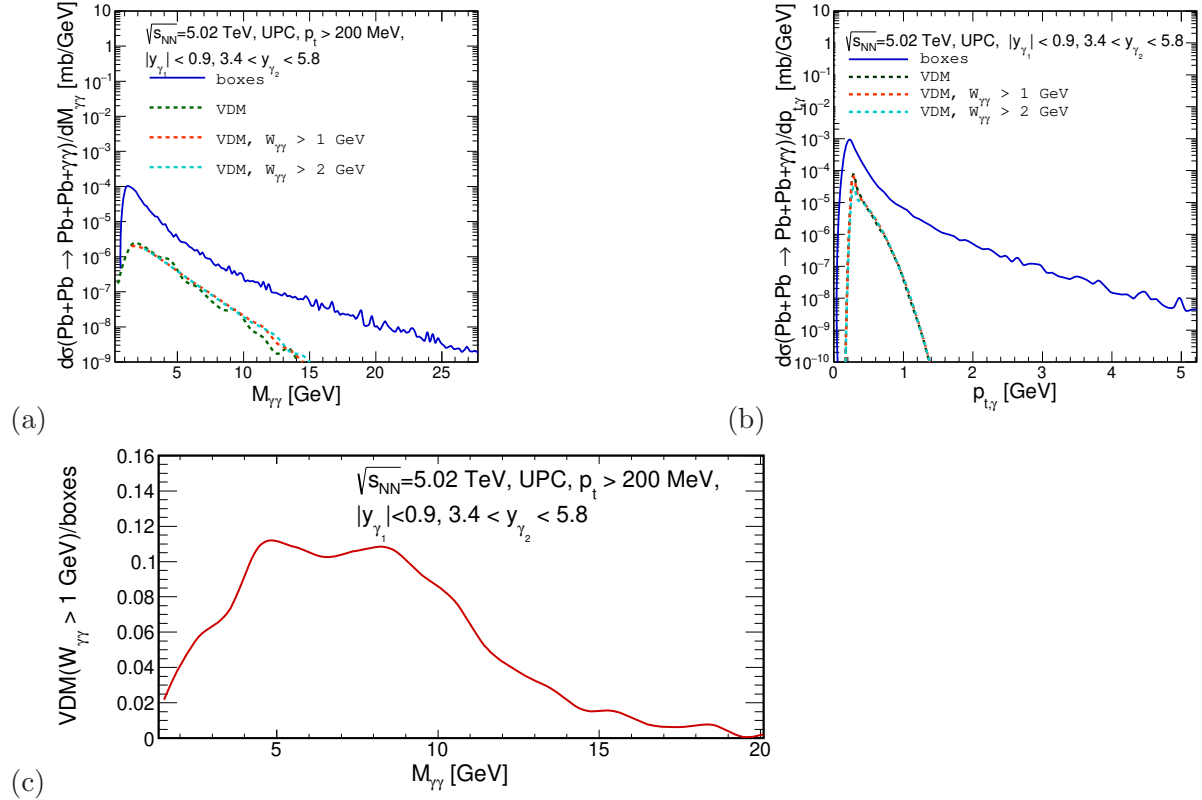 dσ(Pb+Pb → Pb+Pb+γγ)/dM_γγ [mb/GeV]
√s_NN=5.02 TeV, UPC, p_t > 200 MeV,
|y_γ₁| < 0.9, 3.4 < y_γ₂ < 5.8
boxes
VDM
VDM, W_γγ > 1 GeV
VDM, W_γγ > 2 GeV
10
1
10⁻¹
10⁻²
10⁻³
10⁻⁴
10⁻⁵
10⁻⁶
10⁻⁷
10⁻⁸
10⁻⁹
5 10 15 20 25
M_γγ [GeV]
(a)
dσ(Pb+Pb → Pb+Pb+γγ)/dp_t,γ [mb/GeV]
√s_NN=5.02 TeV, UPC, |y_γ₁| < 0.9, 3.4 < y_γ₂ < 5.8
boxes
VDM
VDM, W_γγ > 1 GeV
VDM, W_γγ > 2 GeV
10
1
10⁻¹
10⁻²
10⁻³
10⁻⁴
10⁻⁵
10⁻⁶
10⁻⁷
10⁻⁸
10⁻⁹
10⁻¹⁰
0 1 2 3 4 5
p_t,γ [GeV]
(b)
VDM(W_γγ > 1 GeV)/boxes
√s_NN=5.02 TeV, UPC, p_t > 200 MeV,
|y_γ₁|<0.9, 3.4 < y_γ₂ < 5.8
0.16
0.14
0.12
0.1
0.08
0.06
0.04
0.02
0
5 10 15 20
M_γγ [GeV]
(c)